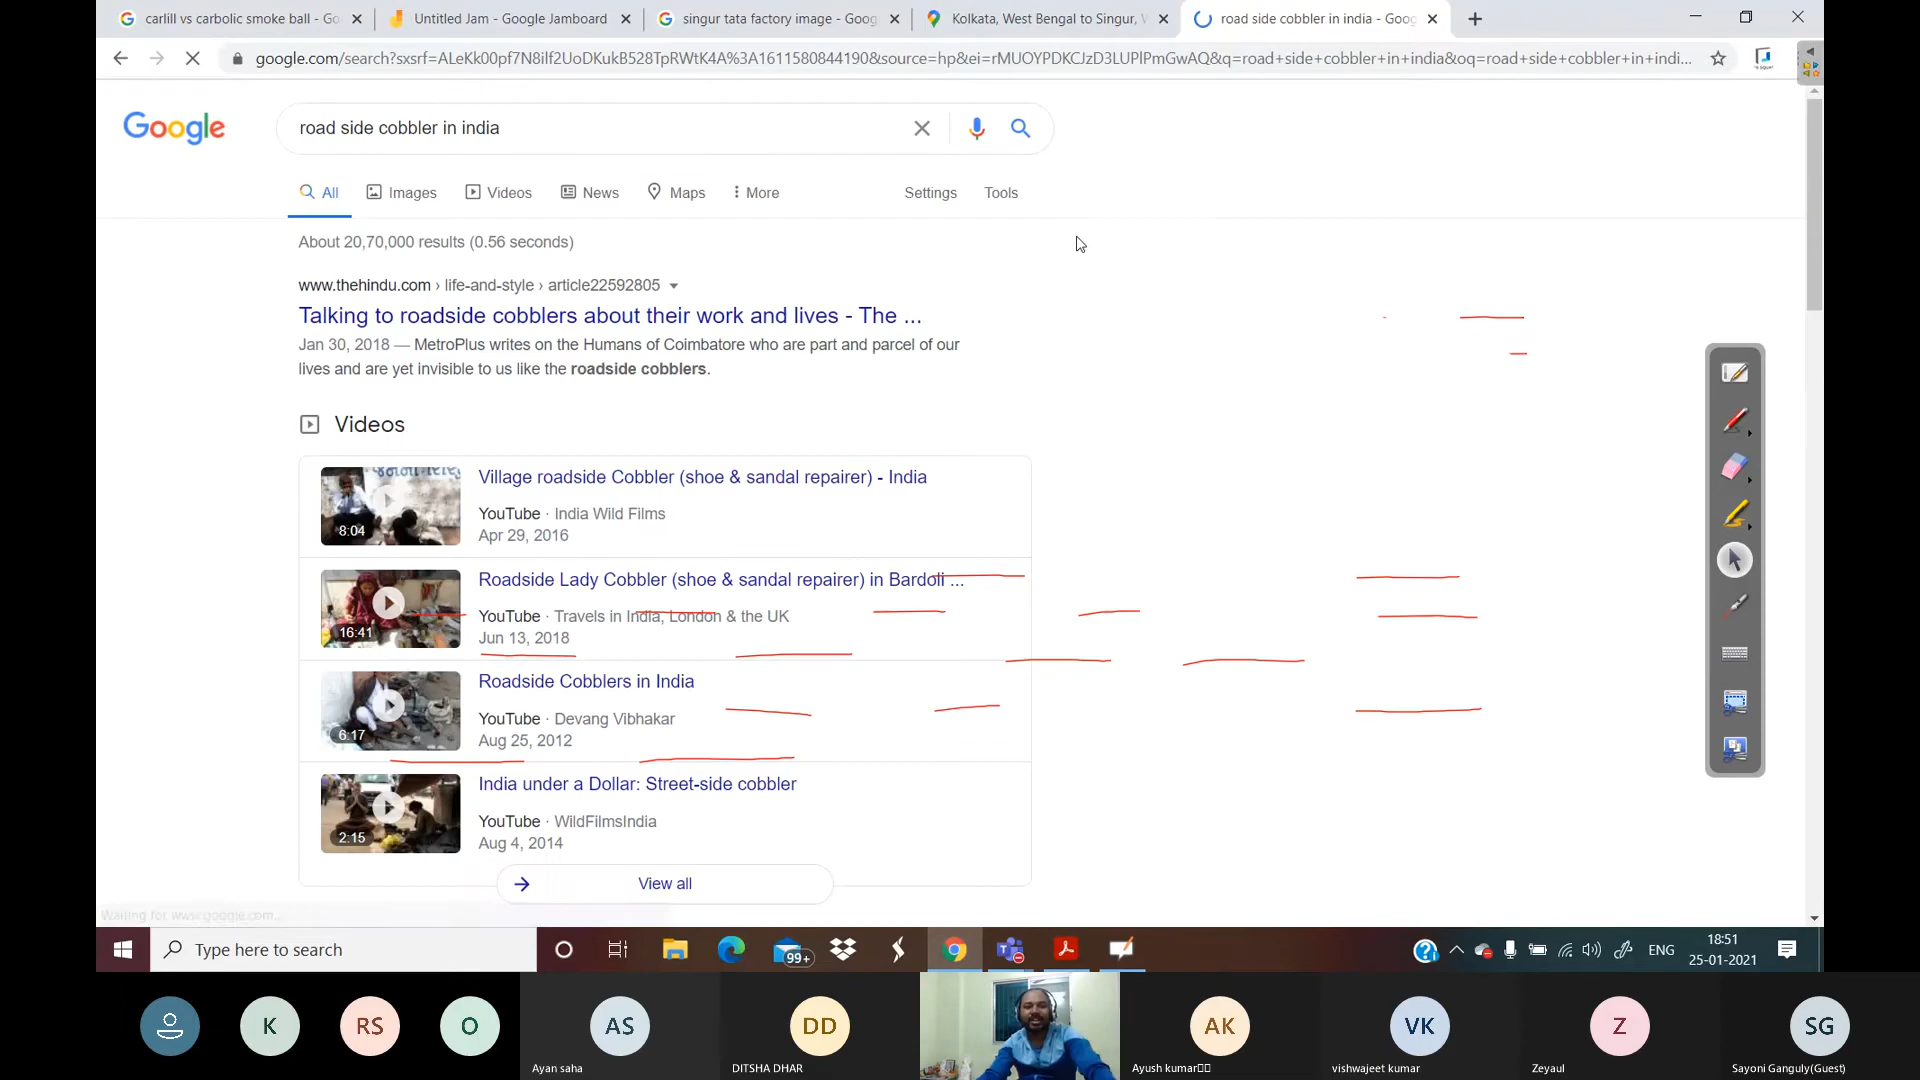 carlill vs carbolic smoke ball - Go
Untitled Jam - Google Jamboard
singur tata factory image - Goog
Kolkata, West Bengal to Singur, W
road side cobbler in india - Goog
google.com/search?sxsrf=ALeKk00pf7N8ilf2UoDKukB528TpRWtK4A%3A1611580844190&source=hp&ei=rMUOYPDKCJzD3LUPlPmGwAQ&q=road+side+cobbler+in+india&oq=road+side+cobbler+in+indi...
Google
road side cobbler in india
All Images Videos News Maps More Settings Tools
About 20,70,000 results (0.56 seconds)
www.thehindu.com › life-and-style › article22592805
Talking to roadside cobblers about their work and lives - The ...
Jan 30, 2018 — MetroPlus writes on the Humans of Coimbatore who are part and parcel of our
lives and are yet invisible to us like the roadside cobblers.
Videos
Village roadside Cobbler (shoe & sandal repairer) - India
YouTube · India Wild Films
8:04
Apr 29, 2016
Roadside Lady Cobbler (shoe & sandal repairer) in Bardoli ...
YouTube · Travels in India, London & the UK
16:41
Jun 13, 2018
Roadside Cobblers in India
YouTube · Devang Vibhakar
6:17
Aug 25, 2012
India under a Dollar: Street-side cobbler
YouTube · WildFilmsIndia
2:15
Aug 4, 2014
View all
Waiting for www.google.com...
Type here to search
99+
ENG
18:51
25-01-2021
K
RS
O
AS
DD
AK
VK
Z
SG
Ayan saha
DITSHA DHAR
Ayush kumar
vishwajeet kumar
Zeyaul
Sayoni Ganguly(Guest)